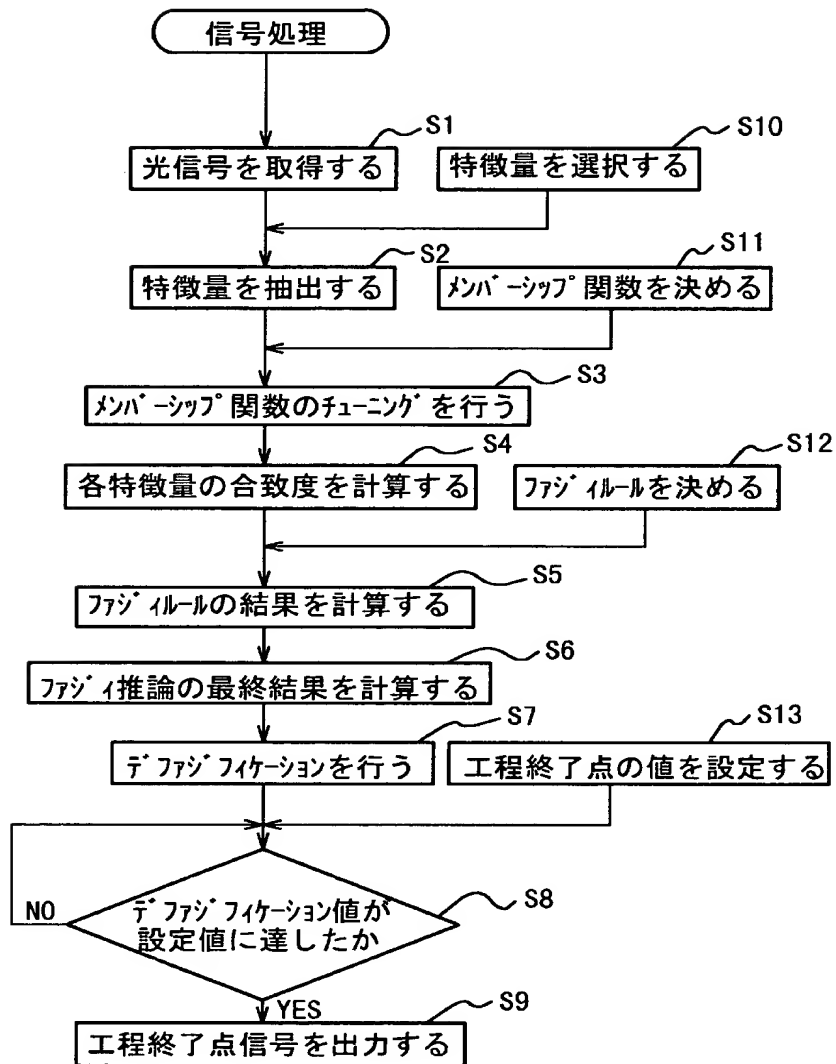 信号処理
S1
光信号を取得する
S10
特徴量を選択する
S2
特徴量を抽出する
S11
メンバーシップ関数を決める
S3
メンバーシップ関数のチューニングを行う
S4
各特徴量の合致度を計算する
S12
ファジィルールを決める
S5
ファジィルールの結果を計算する
S6
ファジィ推論の最終結果を計算する
S7
デファジフィケーションを行う
S13
工程終了点の値を設定する
S8
デファジフィケーション値が
設定値に達したか
NO
YES
S9
工程終了点信号を出力する